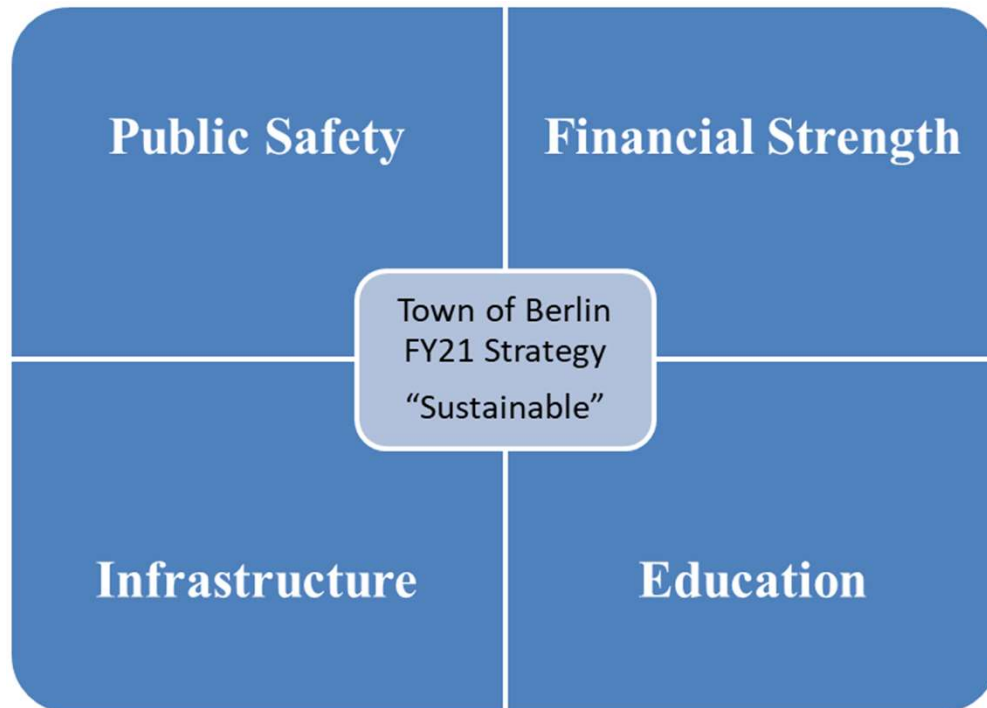 Public Safety
Financial Strength
Town of Berlin
FY21 Strategy
“Sustainable”
Infrastructure
Education